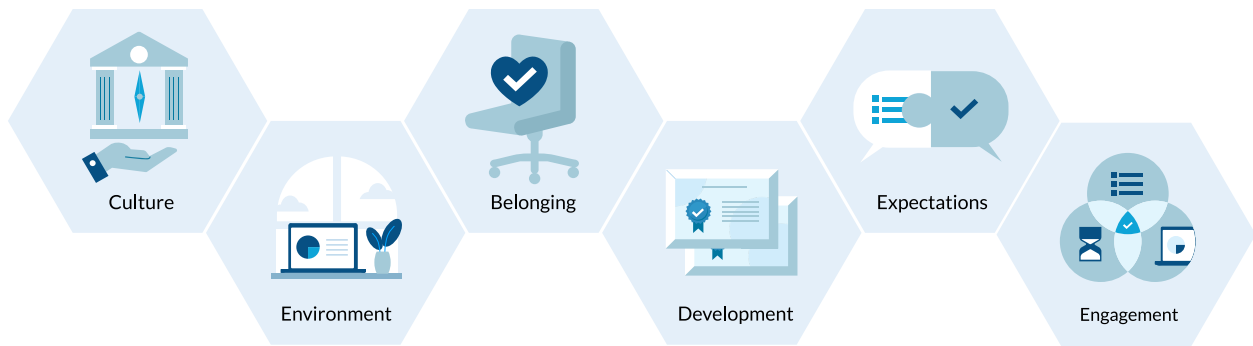 Culture
Environment
Belonging
Development
Expectations
Engagement